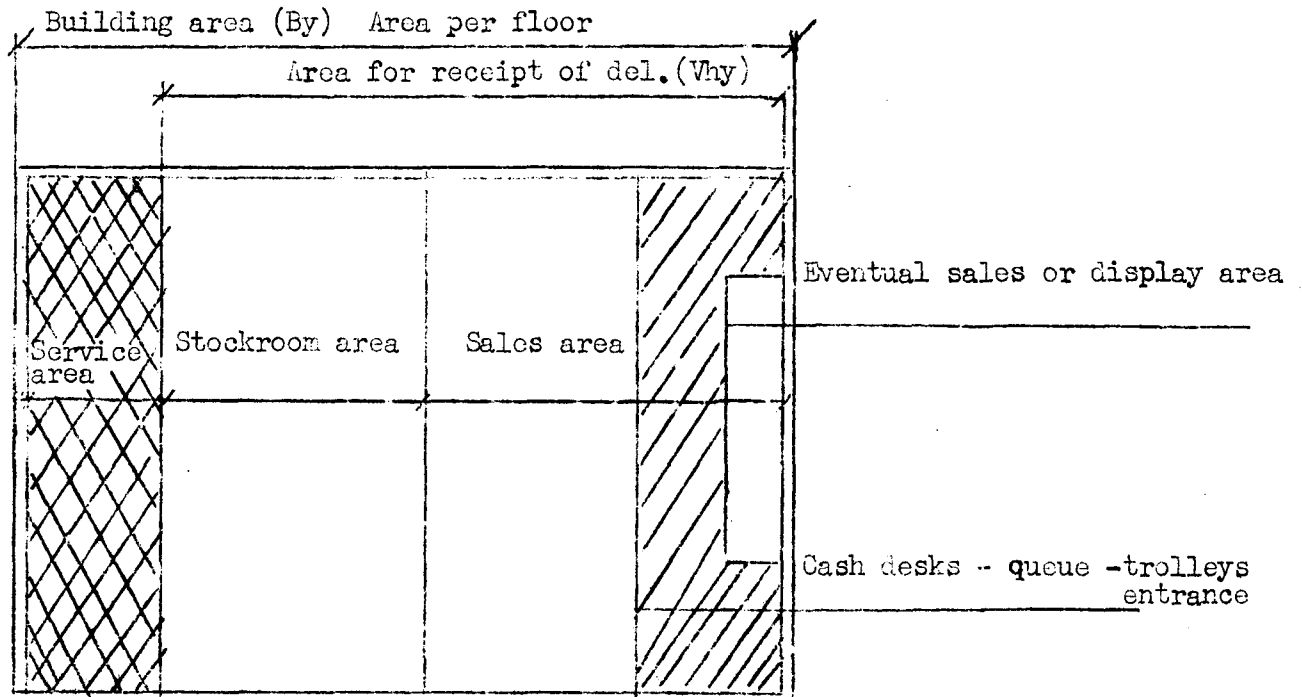 Building area (By) Area per floor
Area for receipt of del.(Vhy)
Eventual sales or display area
Service area
Stockroom area
Sales area
Cash desks - queue -trolleys
entrance